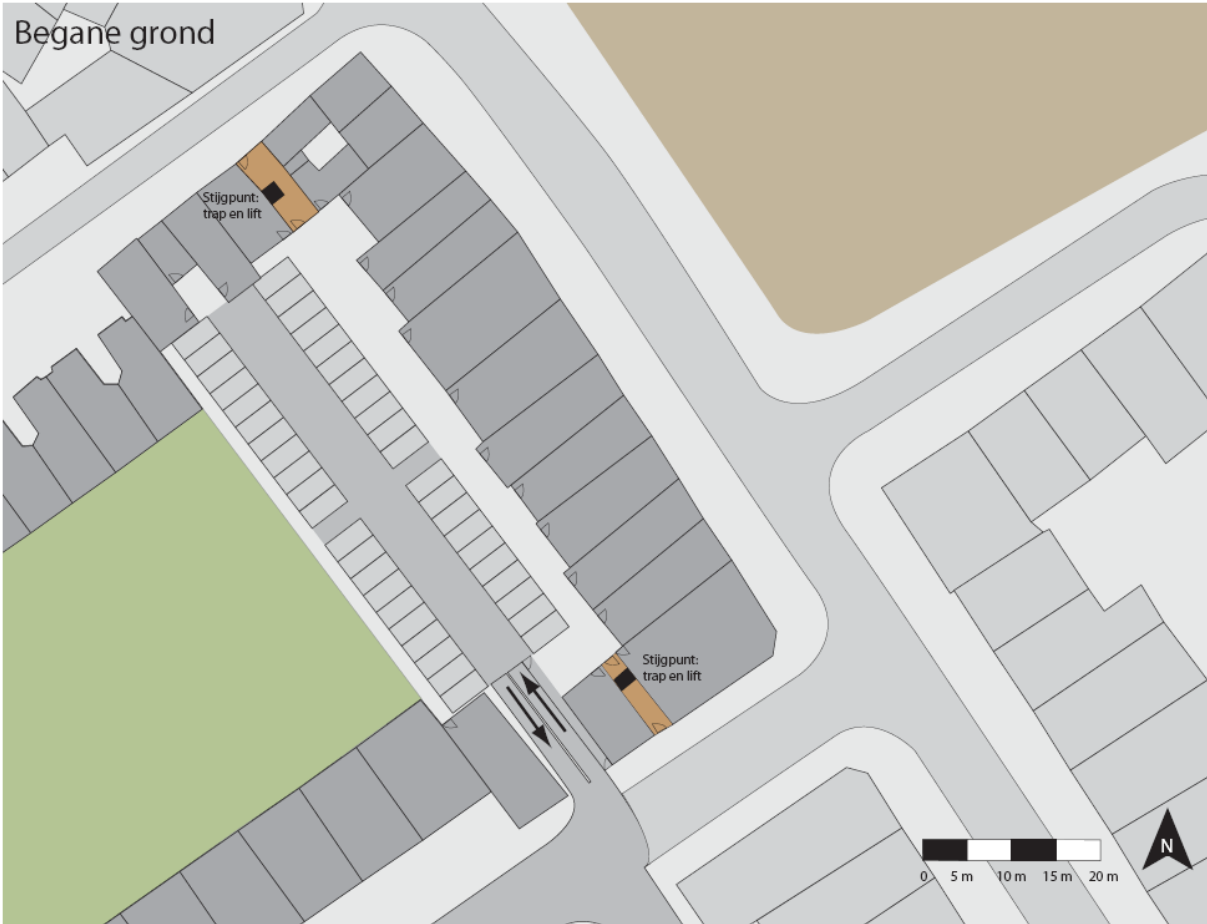 Begane grond
Stijgpunt:
trap en lift
Stijgpunt:
trap en lift
N
0 5 m 10 m 15 m 20 m